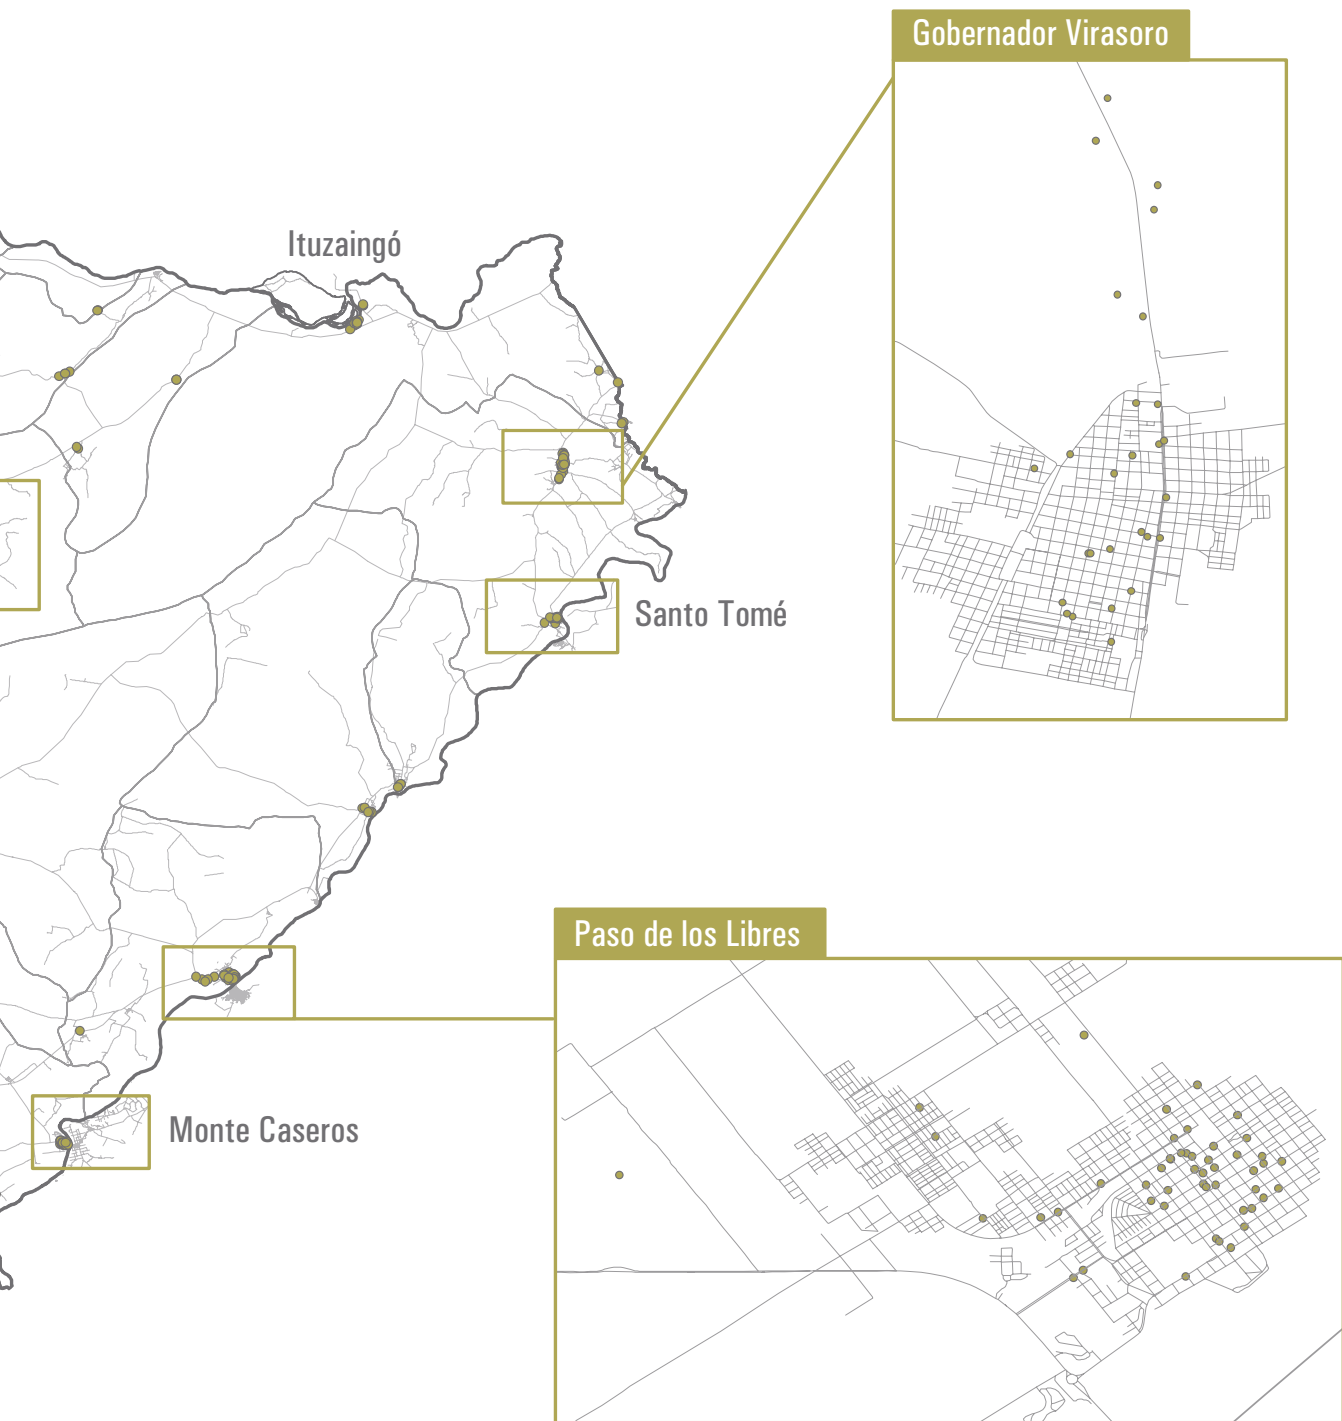 Gobernador Virasoro
Ituzaingó
Santo Tomé
Paso de los Libres
Monte Caseros